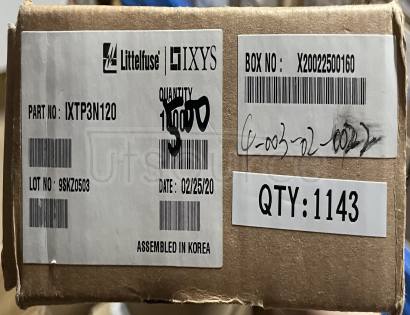 Littelfuse® | IXYS
QUANTITY
500
PART NO: IXTP3N120
LOT NO: 9SKZ0503
DATE: 02/25/20
ASSEMBLED IN KOREA
BOX NO: X20022500160
QTY:1143